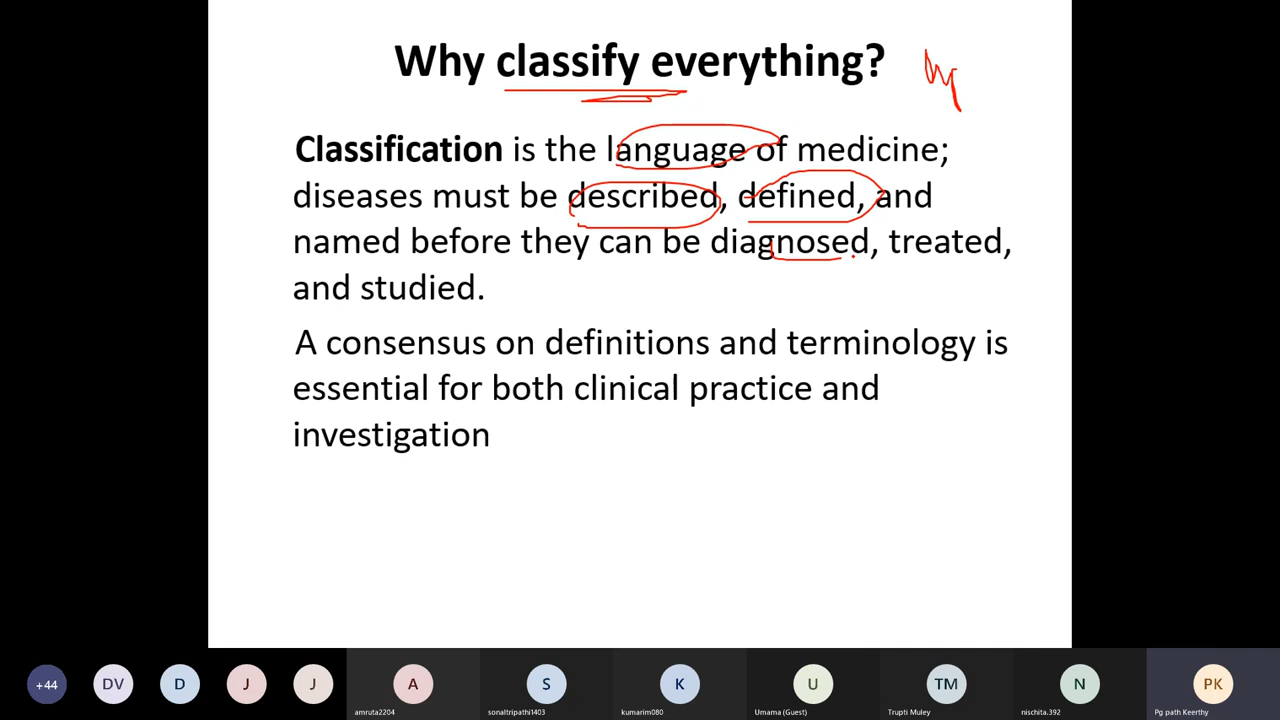 Why classify everything?
Classification is the language of medicine;
diseases must be described, defined, and
named before they can be diagnosed, treated,
and studied.
A consensus on definitions and terminology is
essential for both clinical practice and
investigation
+44 DV D J J A S K U TM N PK
amruta2204 sonaltripathi1403 kumarim080 Umama (Guest) Trupti Muley nischita.392 Pg path Keerthy